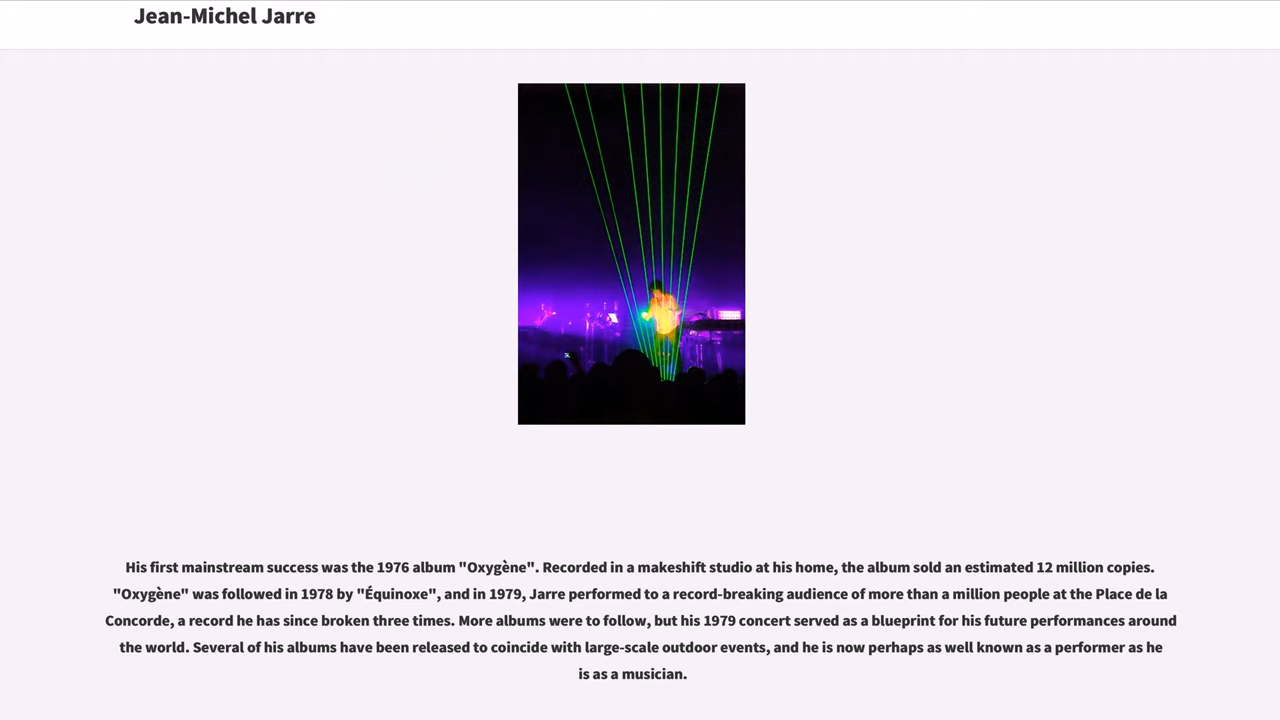 Jean-Michel Jarre
His first mainstream success was the 1976 album "Oxygène". Recorded in a makeshift studio at his home, the album sold an estimated 12 million copies.
"Oxygène" was followed in 1978 by "Équinoxe", and in 1979, Jarre performed to a record-breaking audience of more than a million people at the Place de la
Concorde, a record he has since broken three times. More albums were to follow, but his 1979 concert served as a blueprint for his future performances around
the world. Several of his albums have been released to coincide with large-scale outdoor events, and he is now perhaps as well known as a performer as he
is as a musician.